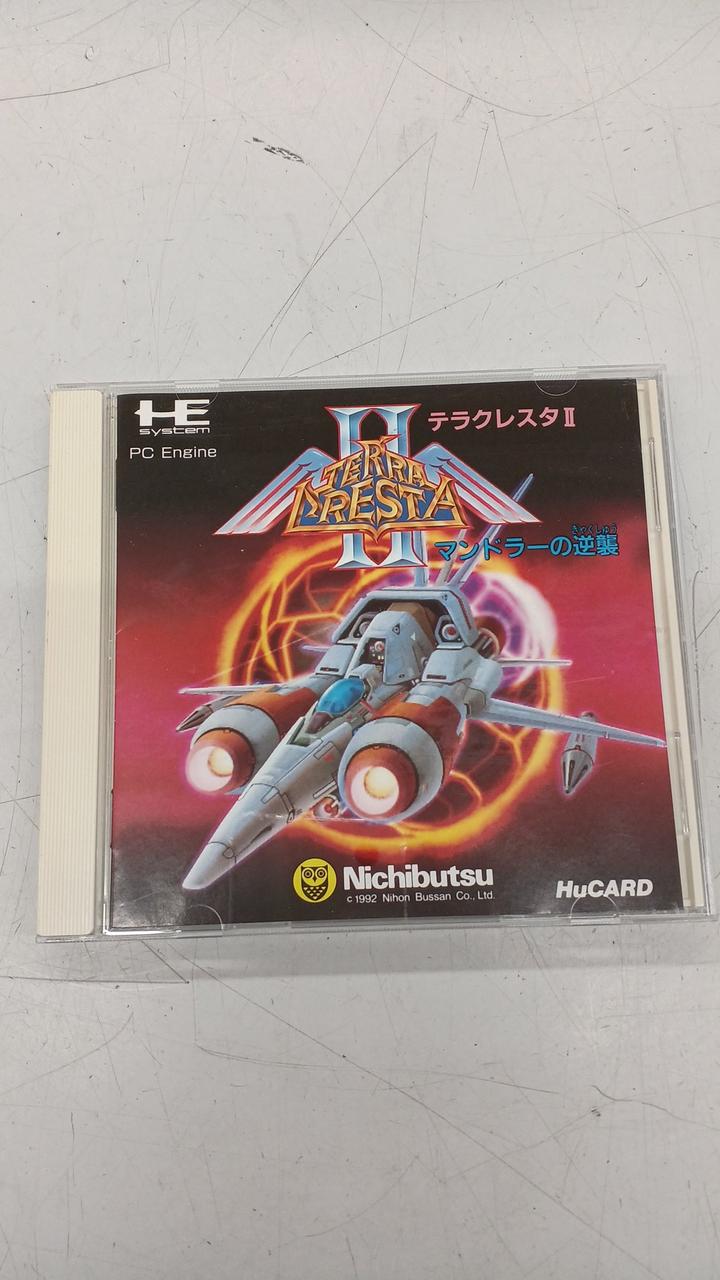 HE
system
PC Engine
II
TERRA
CRESTA
テラクレスタII
きゃくしゅう
マンドラーの逆襲
Nichibutsu
c 1992 Nihon Bussan Co., Ltd.
HuCARD